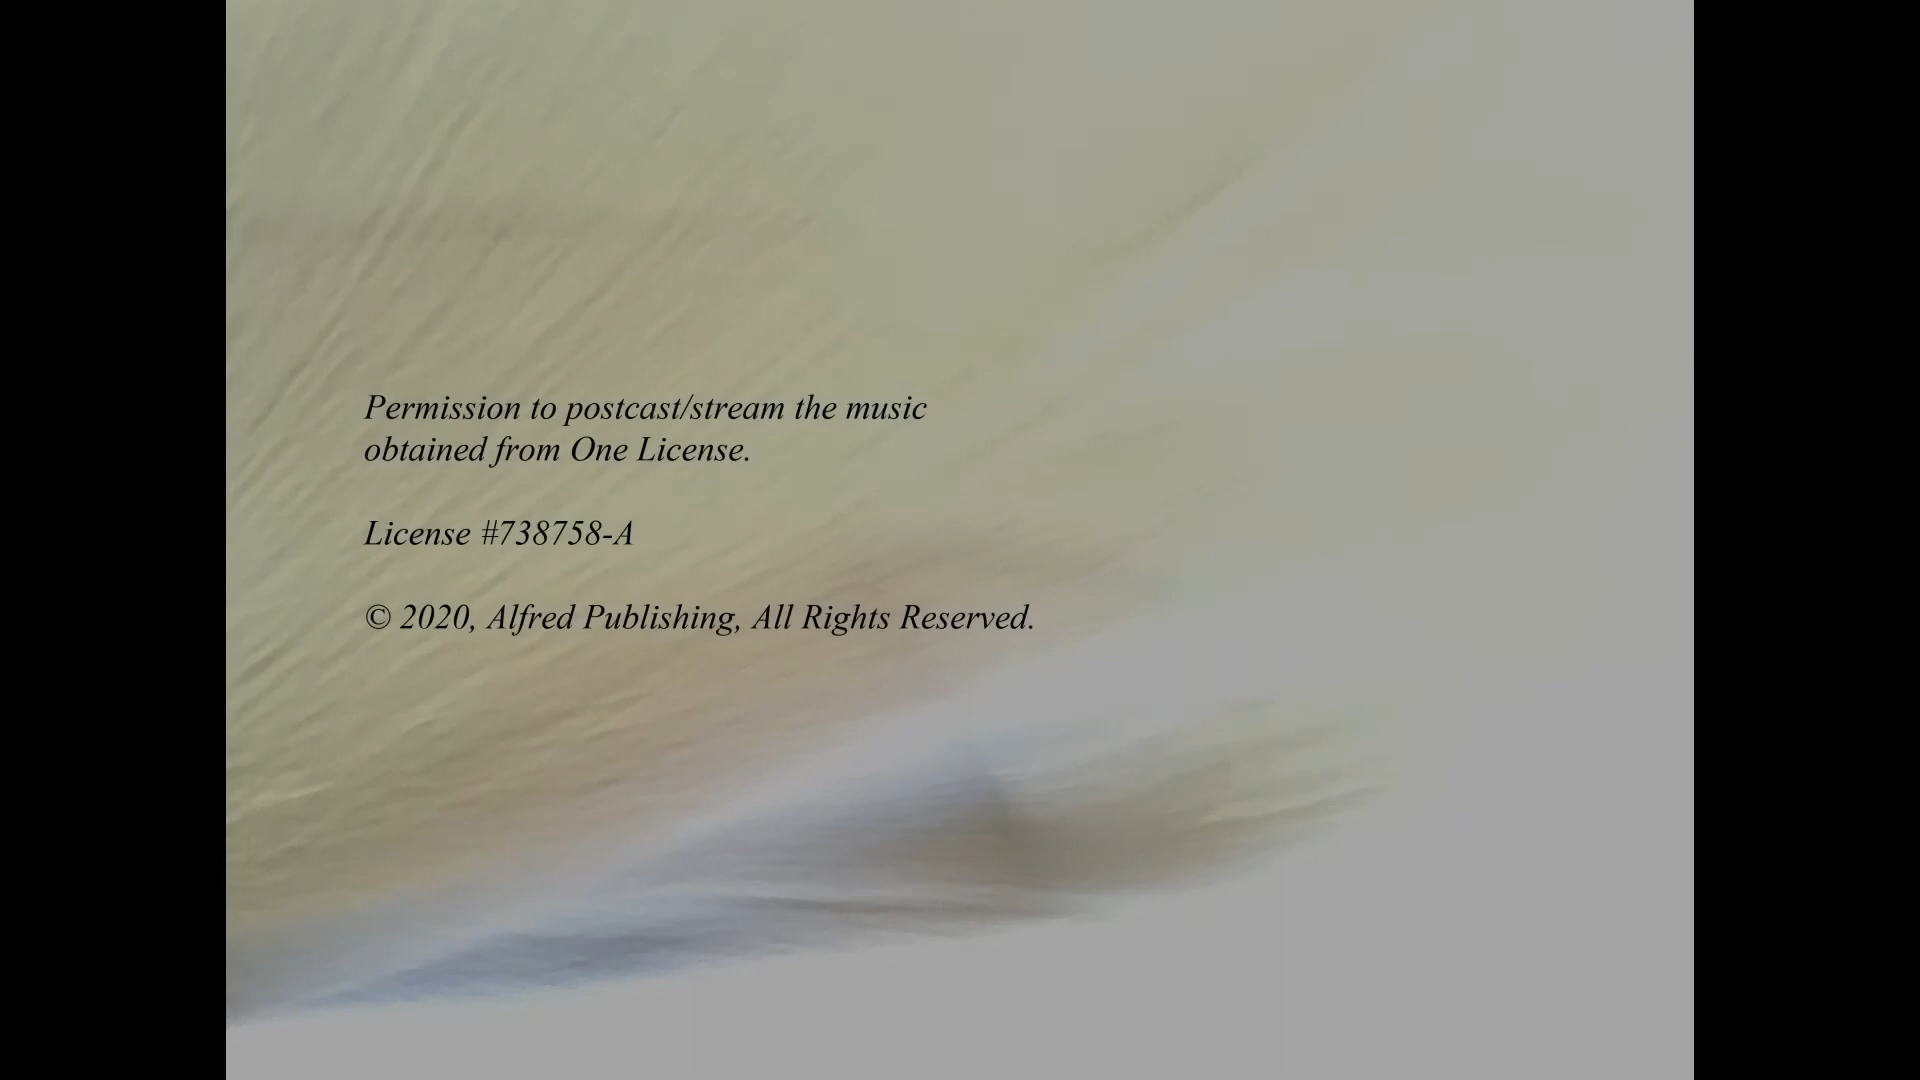 Permission to postcast/stream the music
obtained from One License.
License #738758-A
© 2020, Alfred Publishing, All Rights Reserved.